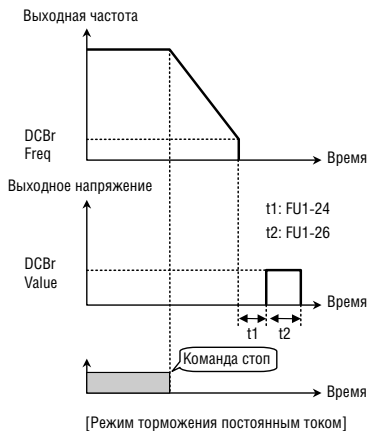 Выходная частота
DCBr
Freq
Время
Выходное напряжение
t1: FU1-24
t2: FU1-26
DCBr
Value
Время
t1
t2
Команда стоп
Время
[Режим торможения постоянным током]